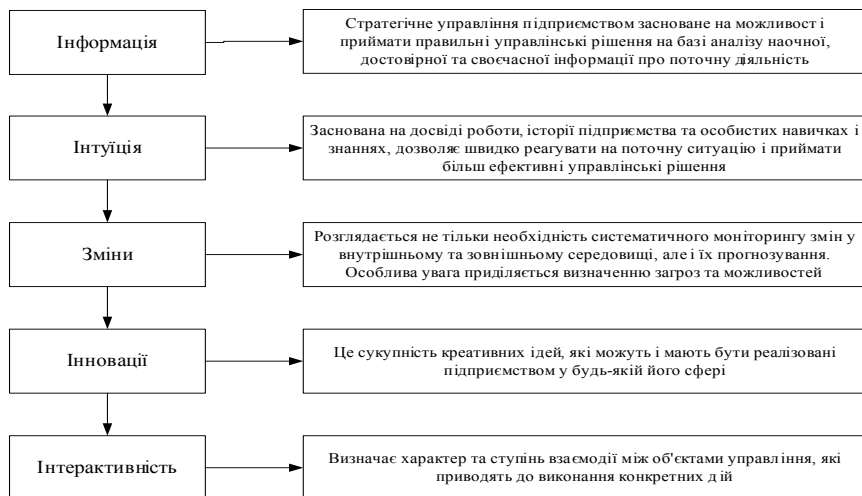 Інформація
Стратегічне управління підприємством засноване на можливості
приймати правильні управлінські рішення на базі аналізу наочної,
достовірної та своєчасної інформації про поточну діяльність
Інтуїція
Заснована на досвіді роботи, історії підприємства та особистих навичках і
знаннях, дозволяє швидко реагувати на поточну ситуацію і приймати
більш ефективні управлінські рішення
Зміни
Розглядається не тільки необхідність систематичного моніторингу змін у
внутрішньому та зовнішньому середовищі, але і їх прогнозування.
Особлива увага приділяється визначенню загроз та можливостей
Інновації
Це сукупність креативних ідей, які можуть і мають бути реалізовані
підприємством у будь-якій його сфері
Інтерактивність
Визначає характер та ступінь взаємодії між об'єктами управління, які
приводять до виконання конкретних дій